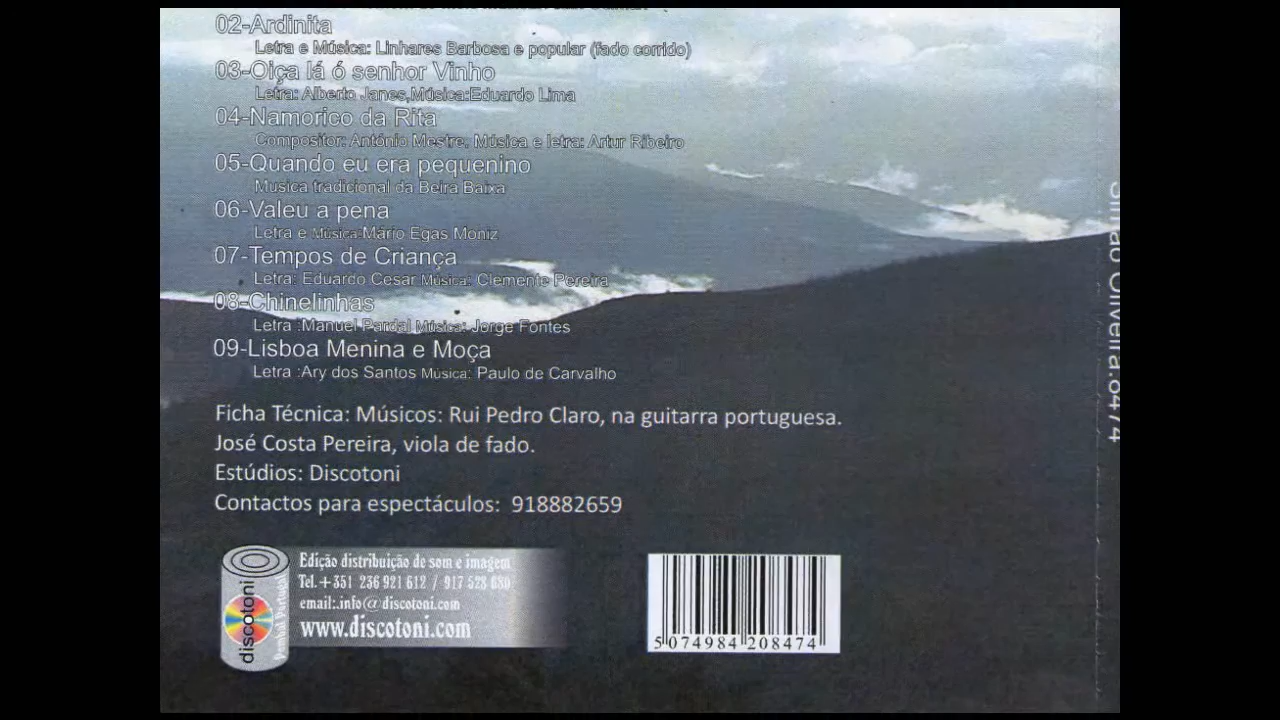 02-Ardinita
Letra e Música: Linhares Barbosa e popular (fado corrido)
03-Oiça lá ó senhor Vinho
Letra: Alberto Janes,Música:Eduardo Lima
04-Namorico da Rita
Compositor: António Mestre, Música e letra: Artur Ribeiro
05-Quando eu era pequenino
Musica tradicional da Beira Baixa
06-Valeu a pena
Letra e Música:Mário Egas Moniz
07-Tempos de Criança
Letra: Eduardo Cesar Música: Clemente Pereira
08-Chinelinhas
Letra :Manuel Pardal Música: Jorge Fontes
09-Lisboa Menina e Moça
Letra :Ary dos Santos Música: Paulo de Carvalho
Ficha Técnica: Músicos: Rui Pedro Claro, na guitarra portuguesa.
José Costa Pereira, viola de fado.
Estúdios: Discotoni
Contactos para espectáculos: 918882659
Edição distribuição de som e imagem
Tel.+351 236 921 612 / 917 528 680
email:.info@discotoni.com
www.discotoni.com
discotoni
Pombal Portugal
5 074984 208474
Simão Oliveira.8474